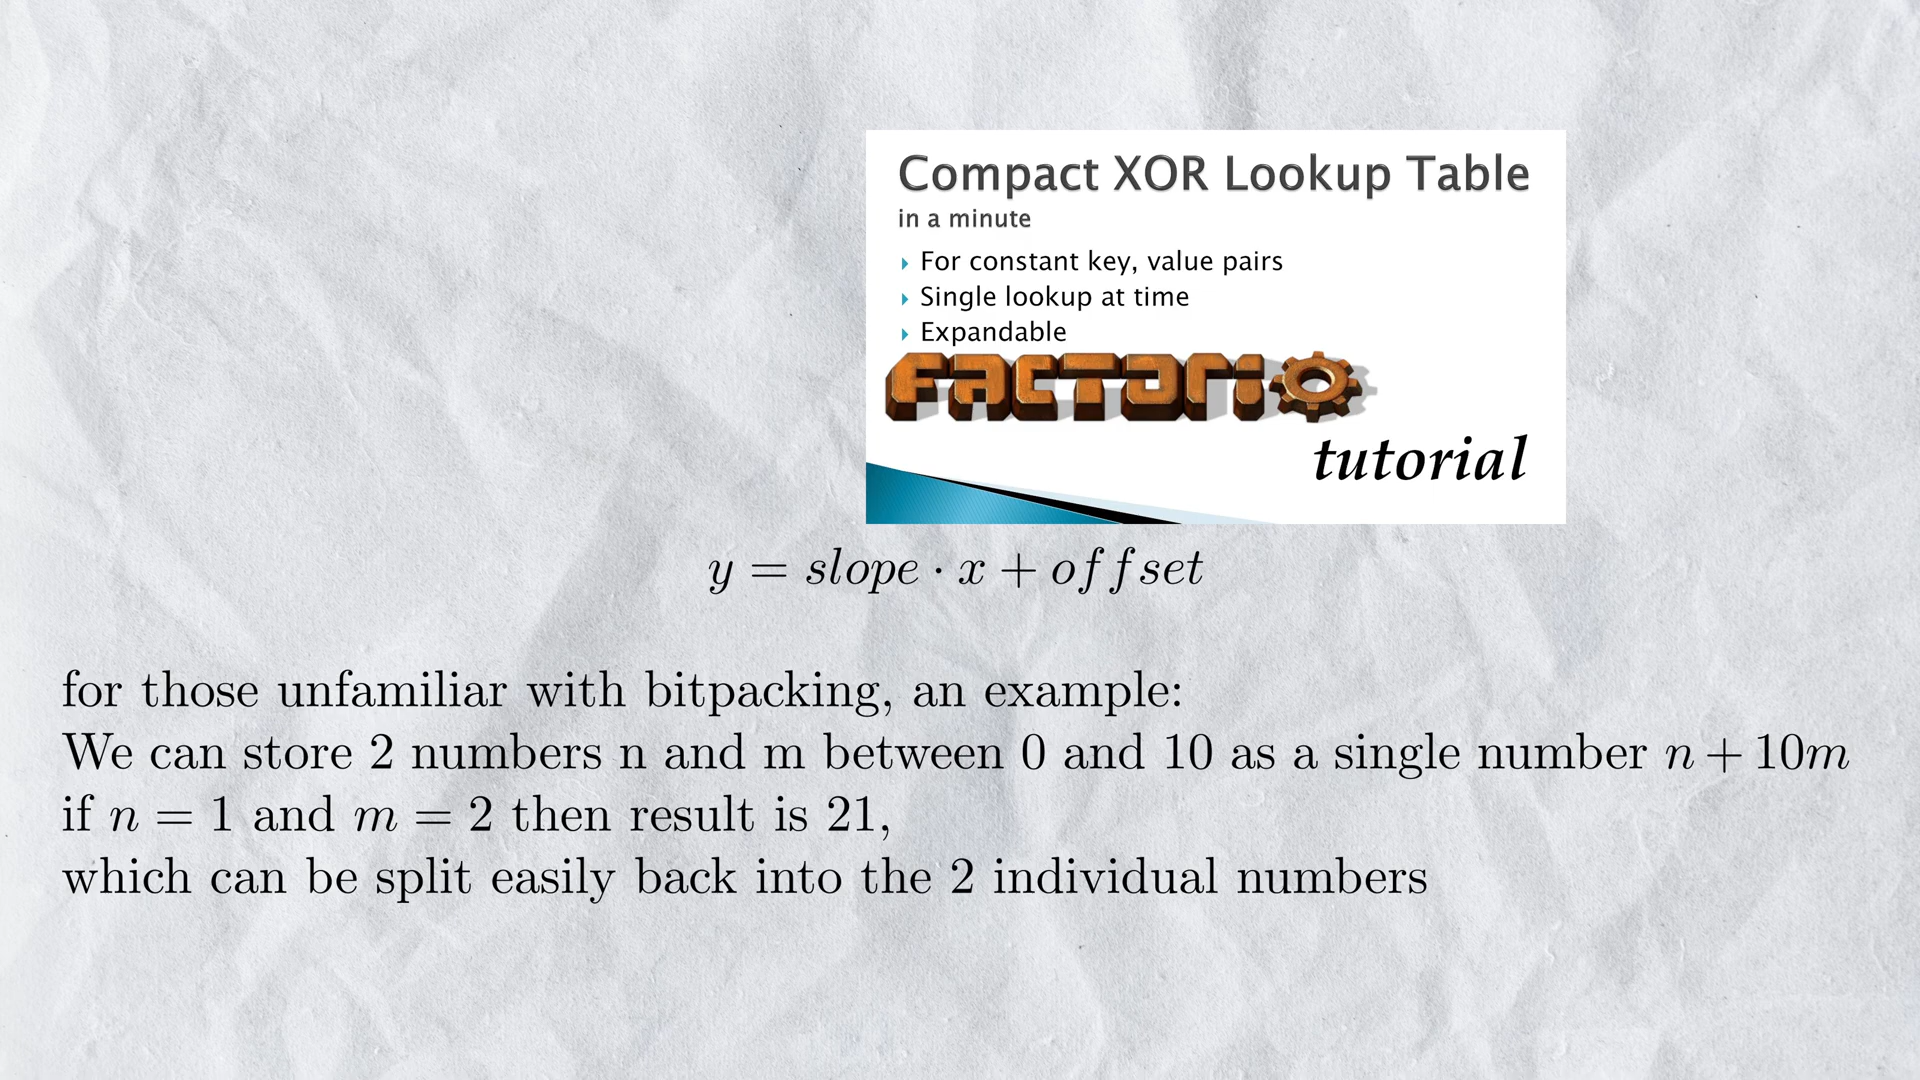 Compact XOR Lookup Table
in a minute
For constant key, value pairs
Single lookup at time
Expandable
FACTORIO
tutorial
y = slope · x + offset
for those unfamiliar with bitpacking, an example:
We can store 2 numbers n and m between 0 and 10 as a single number n + 10m
if n = 1 and m = 2 then result is 21,
which can be split easily back into the 2 individual numbers